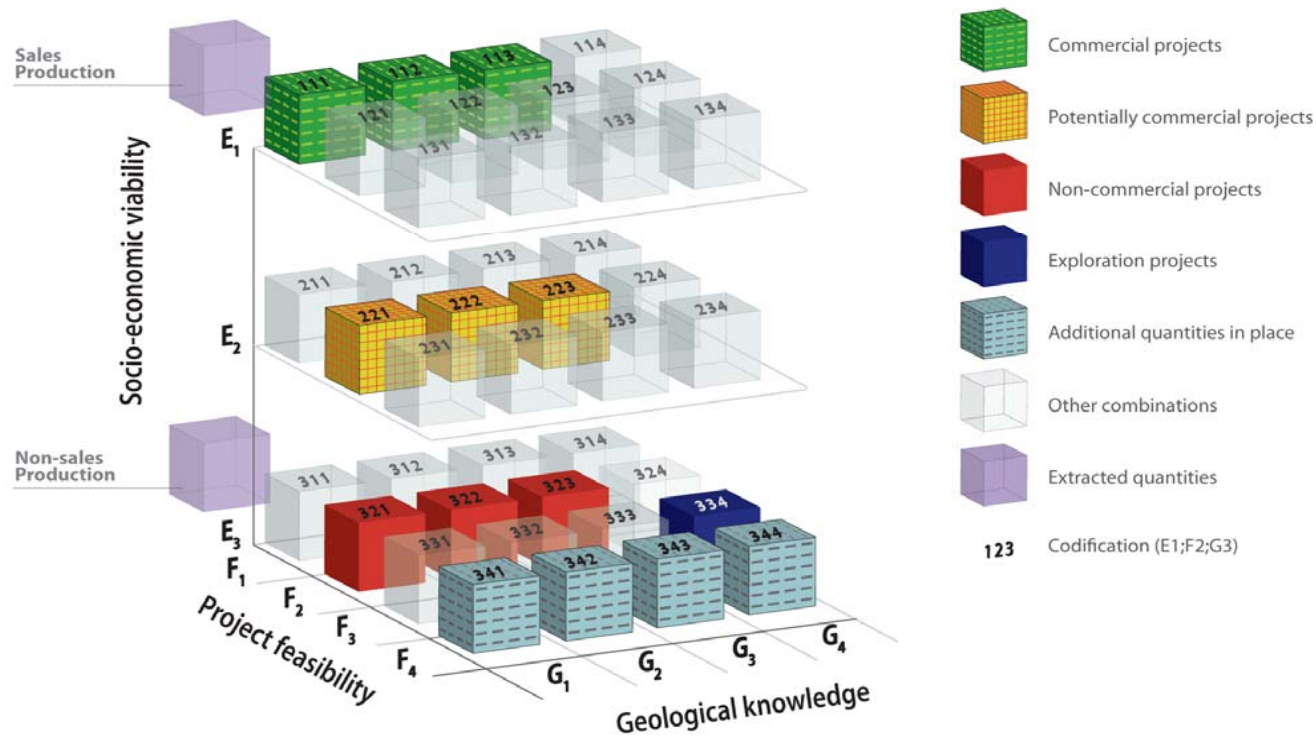 Sales
Production
Socio-economic viability
E1
111
112
113
114
121
122
123
124
131
132
133
134
E2
211
212
213
214
221
222
223
224
231
232
233
234
Non-sales
Production
E3
311
312
313
314
321
322
323
324
331
332
333
334
341
342
343
344
F1
F2
F3
F4
Project feasibility
G1
G2
G3
G4
Geological knowledge
Commercial projects
Potentially commercial projects
Non-commercial projects
Exploration projects
Additional quantities in place
Other combinations
Extracted quantities
123 Codification (E1;F2;G3)